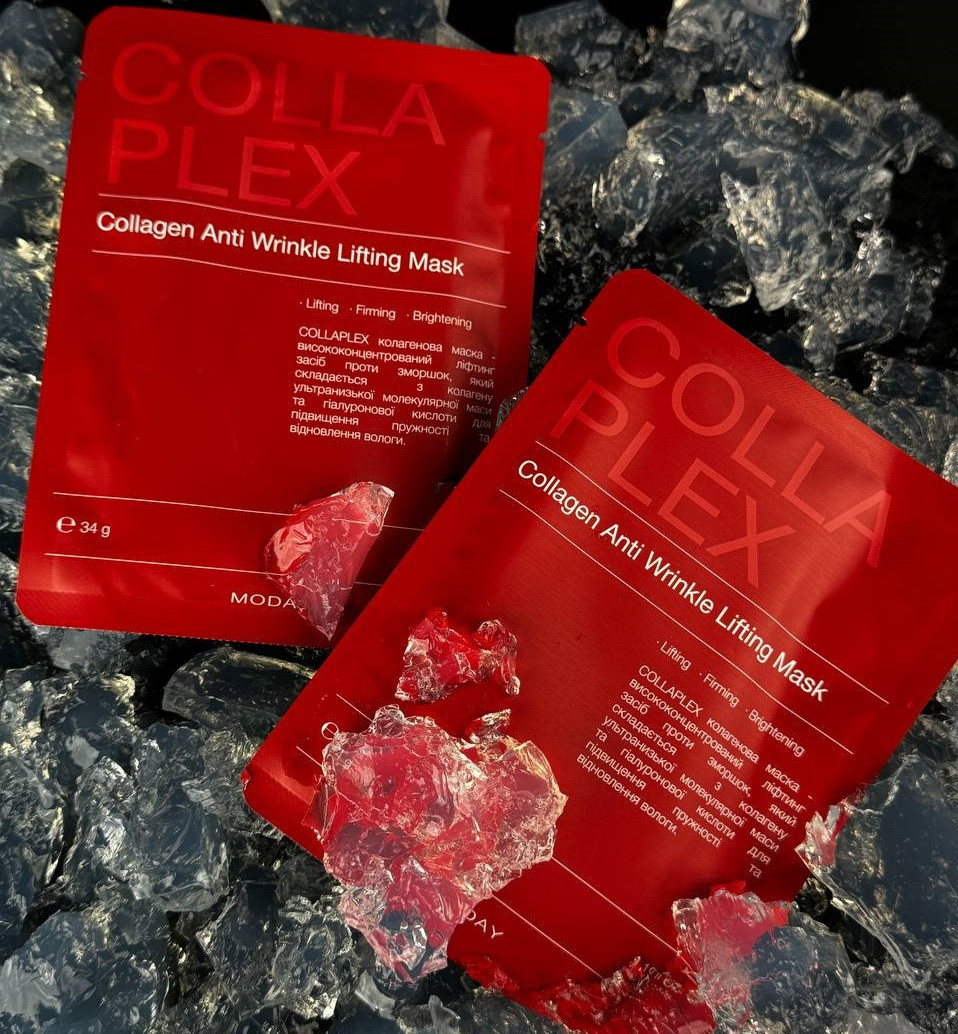 COLLA
PLEX
Collagen Anti Wrinkle Lifting Mask
· Lifting · Firming · Brightening
COLLAPLEX колагенова маска -
висококонцентрований ліфтинг
засіб проти зморшок, який
складається з колагену
ультранизької молекулярної маси
та гіалуронової кислоти для
підвищення пружності та
відновлення вологи.
℮ 34 g
MODA
COLLA
PLEX
Collagen Anti Wrinkle Lifting Mask
· Lifting · Firming · Brightening
COLLAPLEX колагенова маска -
висококонцентрований ліфтинг
засіб проти зморшок, який
складається з колагену
ультранизької молекулярної маси
та гіалуронової кислоти для
підвищення пружності та
відновлення вологи.
DAY